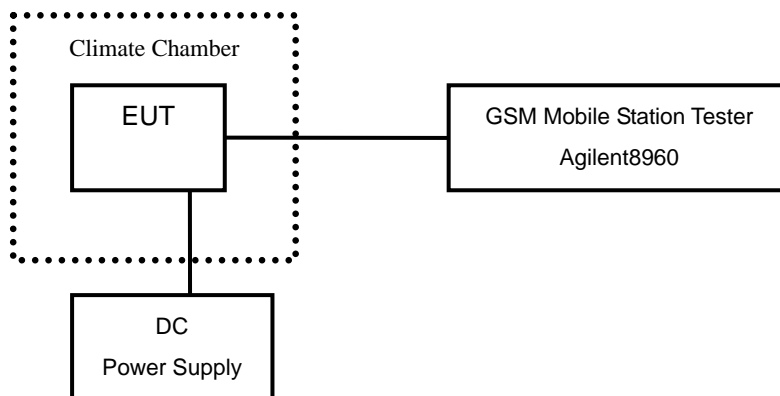 Climate Chamber
EUT
GSM Mobile Station Tester
Agilent8960
DC
Power Supply